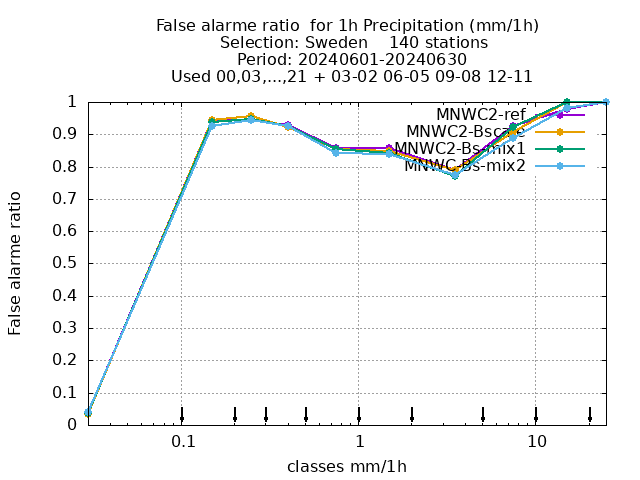 False alarme ratio  for 1h Precipitation (mm/1h)
Selection: Sweden    140 stations
Period: 20240601-20240630
Used 00,03,...,21 + 03-02 06-05 09-08 12-11
1
0.9
0.8
0.7
0.6
0.5
0.4
0.3
0.2
0.1
0
False alarme ratio
MNWC2-ref
MNWC2-Bs-mix1
MNWC-Bs-mix2
0.1
1
10
classes mm/1h